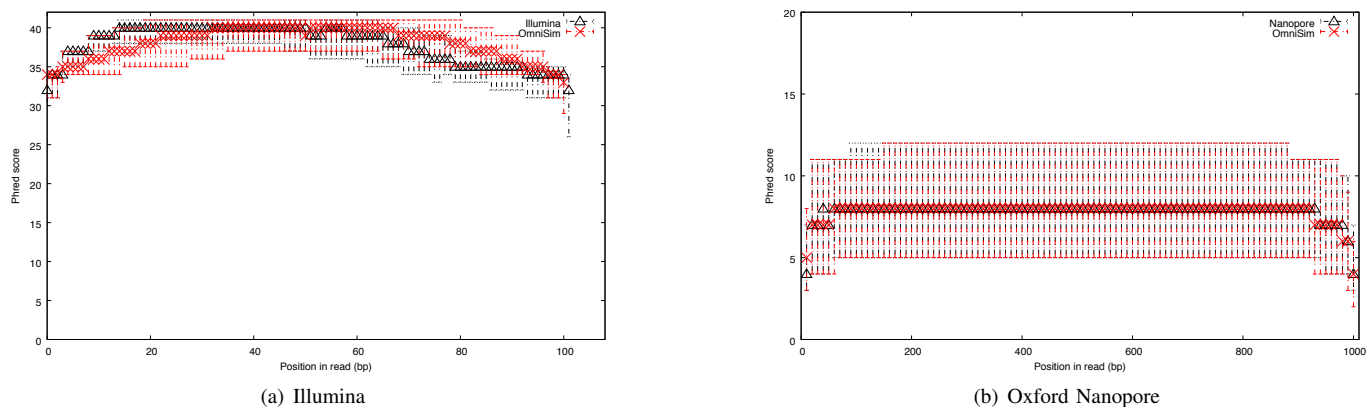 40
35
30
25
20
15
10
5
0
Phred score
Illumina
OmniSim
0
20
40
60
80
100
Position in read (bp)
(a) Illumina
20
15
10
5
0
Phred score
Nanopore
OmniSim
0
200
400
600
800
1000
Position in read (bp)
(b) Oxford Nanopore